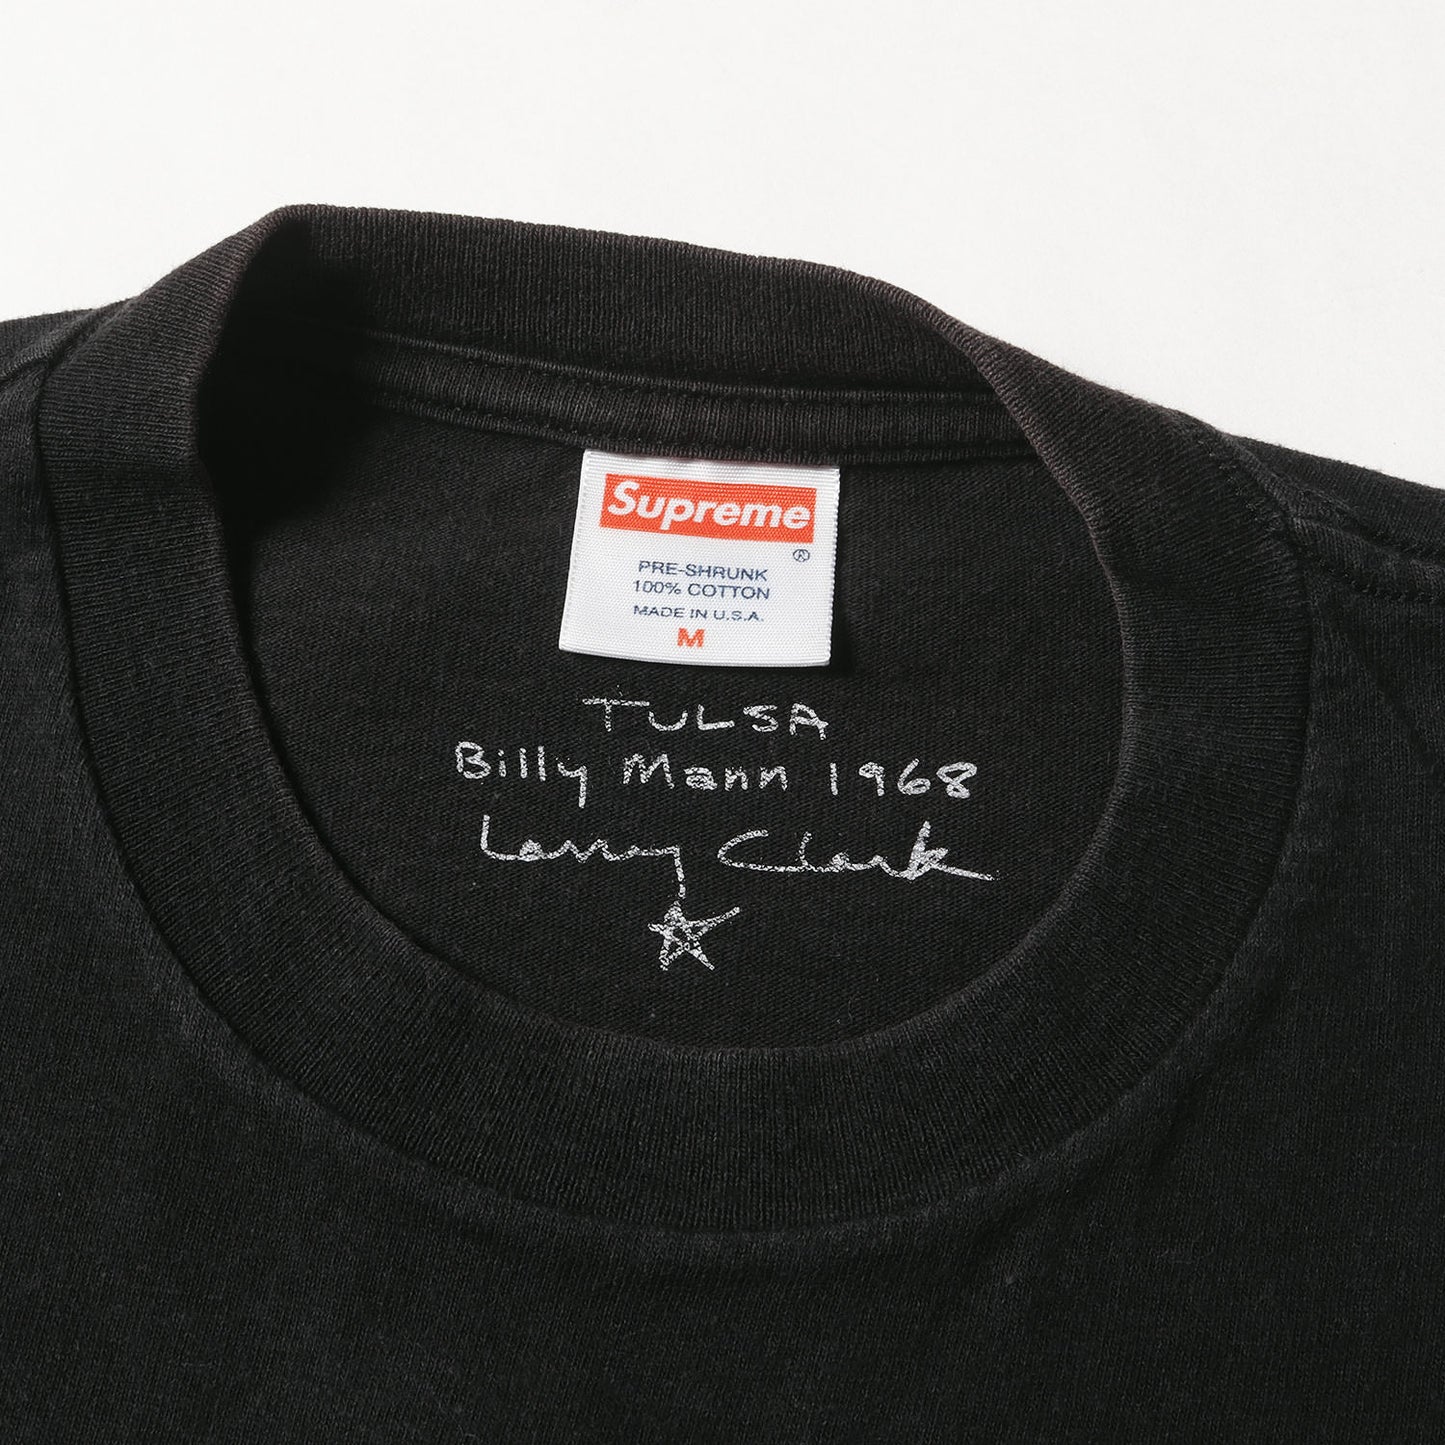 Supreme
®
PRE-SHRUNK
100% COTTON
MADE IN U.S.A.
M
TULSA
Billy Mann 1968
Larry Clark